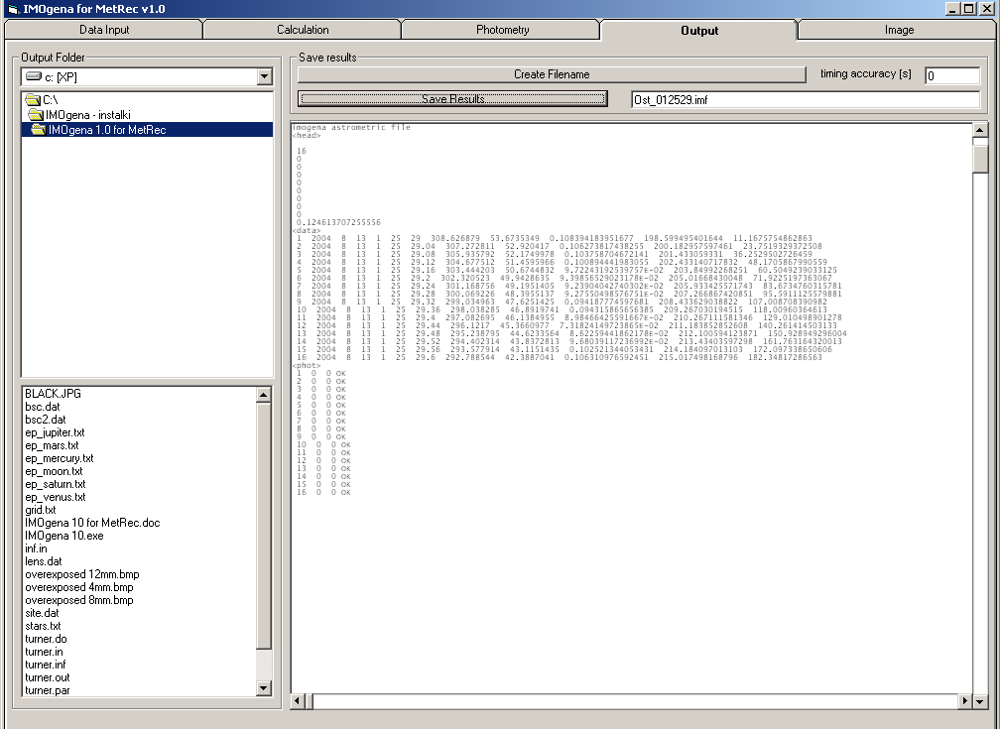 IMOgena for MetRec v1.0
Data Input
Calculation
Photometry
Output
Image
Output Folder
c: [XP]
C:\
IMOgena - instalki
IMOgena 1.0 for MetRec
BLACK.JPG
bsc.dat
bsc2.dat
ep_jupiter.txt
ep_mars.txt
ep_mercury.txt
ep_moon.txt
ep_saturn.txt
ep_venus.txt
grid.txt
IMOgena 10 for MetRec.doc
IMOgena 10.exe
inf.in
lens.dat
overexposed 12mm.bmp
overexposed 4mm.bmp
overexposed 8mm.bmp
site.dat
stars.txt
turner.do
turner.in
turner.inf
turner.out
turner.par
Save results
Create Filename
timing accuracy [s]
0
Save Results
Ost_012529.imf
imogena astrometric file
<head>
16
0
0
0
0
0
0
0
0
0.124613707255556
<data>
1 2004 8 13 1 25 29 308.626879 53.6735349 0.108394183951677 198.599495401644 11.1675754862863
2 2004 8 13 1 25 29.04 307.272811 52.920417 0.106273817438255 200.182957597461 23.7519329372508
3 2004 8 13 1 25 29.08 305.935792 52.1749978 0.103758704672141 201.433059331 36.2529502726459
4 2004 8 13 1 25 29.12 304.677512 51.4595966 0.100894441983055 202.433140717832 48.1705867990559
5 2004 8 13 1 25 29.16 303.444203 50.6744832 9.72243192539757E-02 203.84992268251 60.5049239033125
6 2004 8 13 1 25 29.2 302.320523 49.9428635 9.39856529023178E-02 205.01668430048 71.9225197363067
7 2004 8 13 1 25 29.24 301.168756 49.1951405 9.23904042740302E-02 205.933425571743 83.6734760315781
8 2004 8 13 1 25 29.28 300.069226 48.3955137 9.27550498576751E-02 207.266867420851 95.5911125579881
9 2004 8 13 1 25 29.32 299.034963 47.6251425 0.094187774597681 208.43362903882​2 107.008708390982
10 2004 8 13 1 25 29.36 298.038285 46.8919741 0.094315865656385 209.267030194515 118.00960364613
11 2004 8 13 1 25 29.4 297.082695 46.1384955 8.98466425591667E-02 210.267111581346 129.010498901278
12 2004 8 13 1 25 29.44 296.1217 45.3660977 7.31824149723865E-02 211.183852852608 140.261414503133
13 2004 8 13 1 25 29.48 295.238795 44.6233564 8.62259441862178E-02 212.100594123871 150.928949296004
14 2004 8 13 1 25 29.52 294.402314 43.8372813 9.68039117236992E-02 213.43403597298 161.763164320013
15 2004 8 13 1 25 29.56 293.577914 43.1151435 0.102521344053431 214.184097013103 172.097338650606
16 2004 8 13 1 25 29.6 292.788544 42.3887041 0.106310976592451 215.017498168796 182.34817286563
<phot>
1 0 0 OK
2 0 0 OK
3 0 0 OK
4 0 0 OK
5 0 0 OK
6 0 0 OK
7 0 0 OK
8 0 0 OK
9 0 0 OK
10 0 0 OK
11 0 0 OK
12 0 0 OK
13 0 0 OK
14 0 0 OK
15 0 0 OK
16 0 0 OK